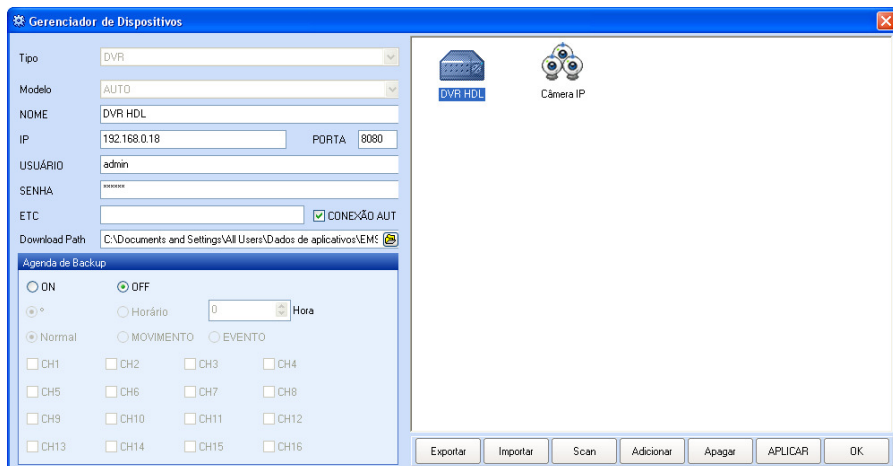 Gerenciador de Dispositivos
Tipo DVR
Modelo AUTO
NOME DVR HDL
IP 192.168.0.18 PORTA 8080
USUÁRIO admin
SENHA ******
ETC CONEXÃO AUT
Download Path C:\Documents and Settings\All Users\Dados de aplicativos\EMS
Agenda de Backup
ON OFF
° Horário 0 Hora
Normal MOVIMENTO EVENTO
CH1 CH2 CH3 CH4
CH5 CH6 CH7 CH8
CH9 CH10 CH11 CH12
CH13 CH14 CH15 CH16
DVR HDL Câmera IP
Exportar Importar Scan Adicionar Apagar APLICAR OK